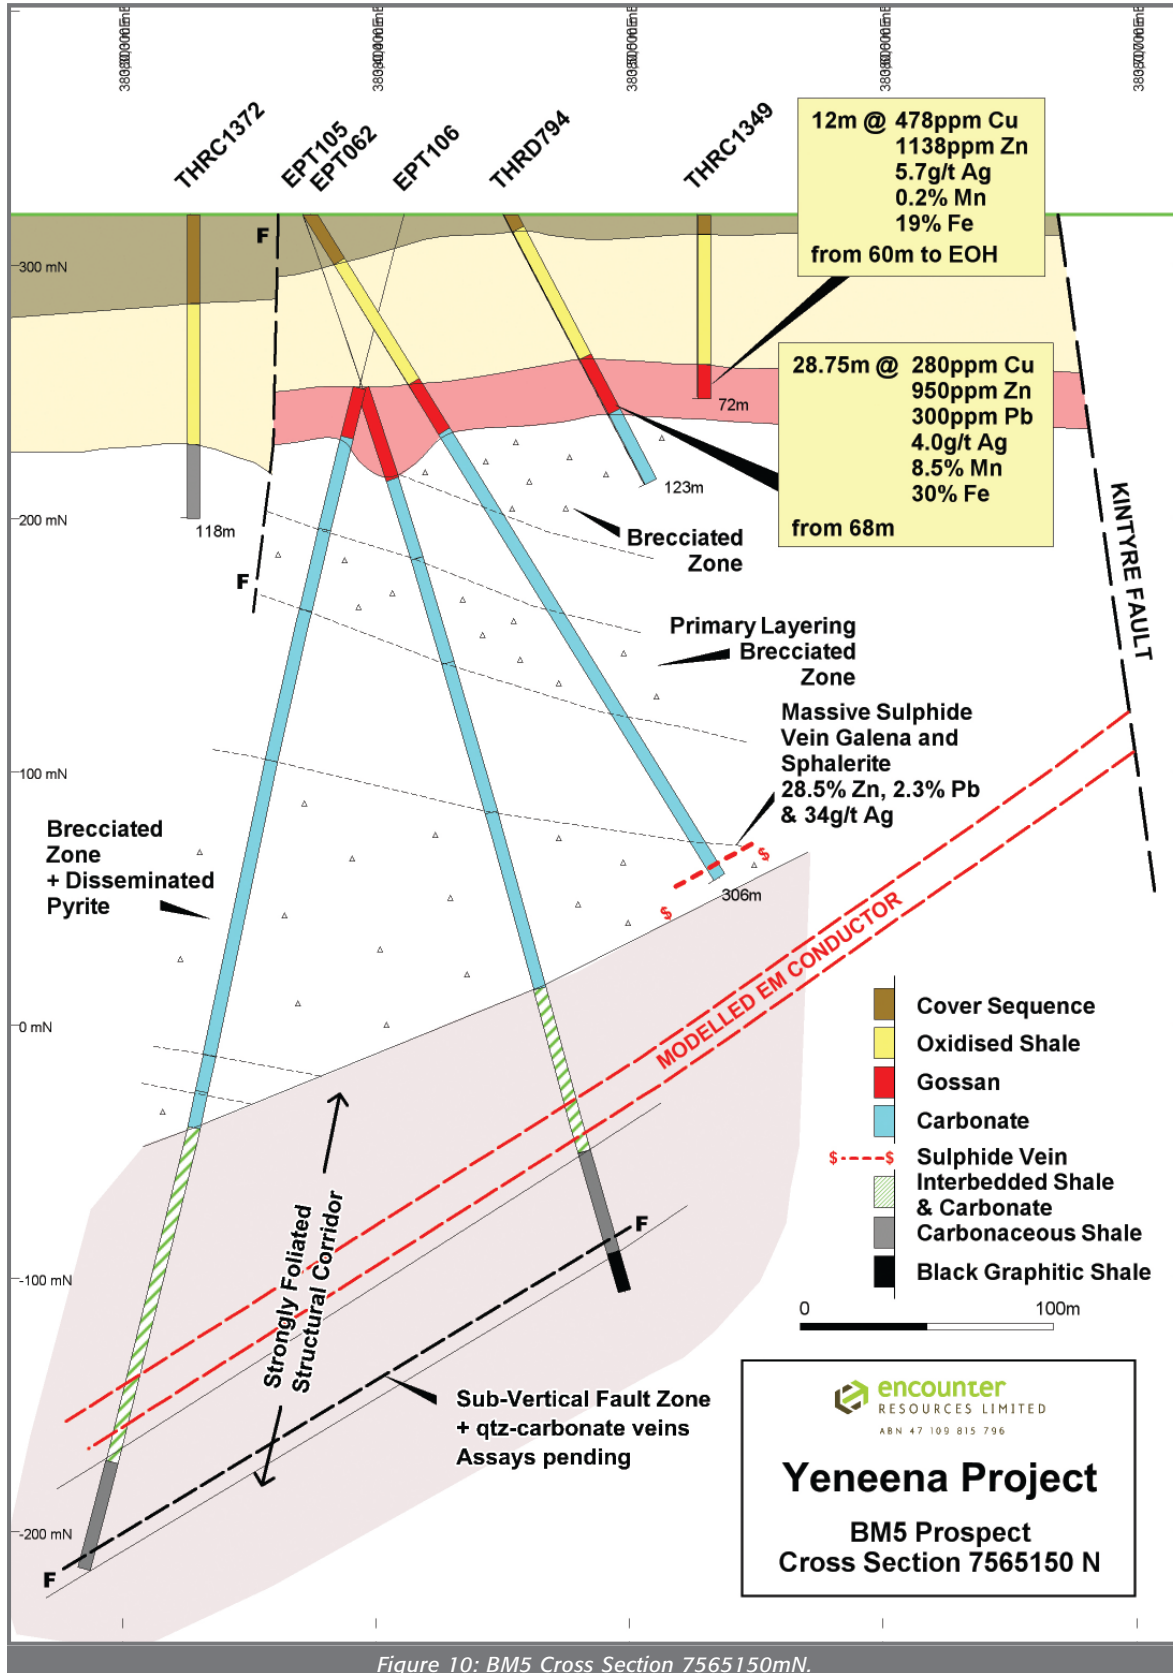 THRC1372
EPT105
EPT062
EPT106
THRD794
THRC1349
12m @ 478ppm Cu
1138ppm Zn
5.7g/t Ag
0.2% Mn
19% Fe
from 60m to EOH
28.75m @ 280ppm Cu
950ppm Zn
300ppm Pb
4.0g/t Ag
8.5% Mn
30% Fe
from 68m
F
F
300 mN
200 mN
100 mN
0 mN
-100 mN
-200 mN
118m
72m
123m
306m
Brecciated
Zone
Primary Layering
Brecciated
Zone
Massive Sulphide
Vein Galena and
Sphalerite
28.5% Zn, 2.3% Pb
& 34g/t Ag
$
$
KINTYRE FAULT
Brecciated
Zone
+ Disseminated
Pyrite
MODELLED EM CONDUCTOR
Strongly Foliated
Structural Corridor
F
F
Sub-Vertical Fault Zone
+ qtz-carbonate veins
Assays pending
Cover Sequence
Oxidised Shale
Gossan
Carbonate
$ $ Sulphide Vein
Interbedded Shale
& Carbonate
Carbonaceous Shale
Black Graphitic Shale
0 100m
encounter
RESOURCES LIMITED
ABN 47 109 815 796
Yeneena Project
BM5 Prospect
Cross Section 7565150 N
Figure 10: BM5 Cross Section 7565150mN.